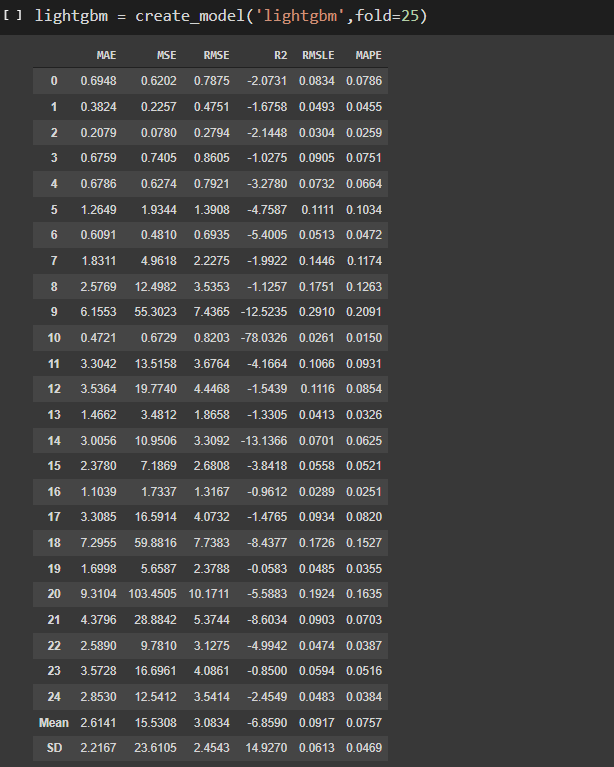 [ ] lightgbm = create_model('lightgbm',fold=25)
MAE MSE RMSE R2 RMSLE MAPE
0 0.6948 0.6202 0.7875 -2.0731 0.0834 0.0786
1 0.3824 0.2257 0.4751 -1.6758 0.0493 0.0455
2 0.2079 0.0780 0.2794 -2.1448 0.0304 0.0259
3 0.6759 0.7405 0.8605 -1.0275 0.0905 0.0751
4 0.6786 0.6274 0.7921 -3.2780 0.0732 0.0664
5 1.2649 1.9344 1.3908 -4.7587 0.1111 0.1034
6 0.6091 0.4810 0.6935 -5.4005 0.0513 0.0472
7 1.8311 4.9618 2.2275 -1.9922 0.1446 0.1174
8 2.5769 12.4982 3.5353 -1.1257 0.1751 0.1263
9 6.1553 55.3023 7.4365 -12.5235 0.2910 0.2091
10 0.4721 0.6729 0.8203 -78.0326 0.0261 0.0150
11 3.3042 13.5158 3.6764 -4.1664 0.1066 0.0931
12 3.5364 19.7740 4.4468 -1.5439 0.1116 0.0854
13 1.4662 3.4812 1.8658 -1.3305 0.0413 0.0326
14 3.0056 10.9506 3.3092 -13.1366 0.0701 0.0625
15 2.3780 7.1869 2.6808 -3.8418 0.0558 0.0521
16 1.1039 1.7337 1.3167 -0.9612 0.0289 0.0251
17 3.3085 16.5914 4.0732 -1.4765 0.0934 0.0820
18 7.2955 59.8816 7.7383 -8.4377 0.1726 0.1527
19 1.6998 5.6587 2.3788 -0.0583 0.0485 0.0355
20 9.3104 103.4505 10.1711 -5.5883 0.1924 0.1635
21 4.3796 28.8842 5.3744 -8.6034 0.0903 0.0703
22 2.5890 9.7810 3.1275 -4.9942 0.0474 0.0387
23 3.5728 16.6961 4.0861 -0.8500 0.0594 0.0516
24 2.8530 12.5412 3.5414 -2.4549 0.0483 0.0384
Mean 2.6141 15.5308 3.0834 -6.8590 0.0917 0.0757
SD 2.2167 23.6105 2.4543 14.9270 0.0613 0.0469